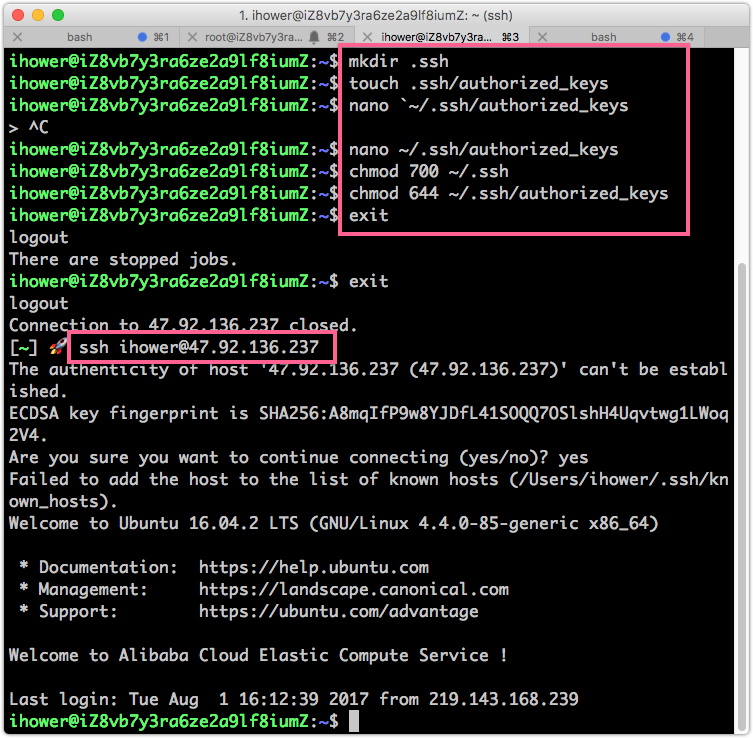 1. ihower@iZ8vb7y3ra6ze2a9lf8iumZ: ~ (ssh)
bash ⌘1 root@iZ8vb7y3ra... ⌘2 ihower@iZ8vb7y3ra6ze2a9lf8iumZ... ⌘3 bash ⌘4
ihower@iZ8vb7y3ra6ze2a9lf8iumZ:~$ mkdir .ssh
ihower@iZ8vb7y3ra6ze2a9lf8iumZ:~$ touch .ssh/authorized_keys
ihower@iZ8vb7y3ra6ze2a9lf8iumZ:~$ nano `~/.ssh/authorized_keys
> ^C
ihower@iZ8vb7y3ra6ze2a9lf8iumZ:~$ nano ~/.ssh/authorized_keys
ihower@iZ8vb7y3ra6ze2a9lf8iumZ:~$ chmod 700 ~/.ssh
ihower@iZ8vb7y3ra6ze2a9lf8iumZ:~$ chmod 644 ~/.ssh/authorized_keys
ihower@iZ8vb7y3ra6ze2a9lf8iumZ:~$ exit
logout
There are stopped jobs.
ihower@iZ8vb7y3ra6ze2a9lf8iumZ:~$ exit
logout
Connection to 47.92.136.237 closed.
[~] 🚀 ssh ihower@47.92.136.237
The authenticity of host '47.92.136.237 (47.92.136.237)' can't be establ
ished.
ECDSA key fingerprint is SHA256:A8mqIfP9w8YJDfL41SOQQ7OSlshH4Uqvtwg1LWoq
2V4.
Are you sure you want to continue connecting (yes/no)? yes
Failed to add the host to the list of known hosts (/Users/ihower/.ssh/kn
own_hosts).
Welcome to Ubuntu 16.04.2 LTS (GNU/Linux 4.4.0-85-generic x86_64)
* Documentation: https://help.ubuntu.com
* Management: https://landscape.canonical.com
* Support: https://ubuntu.com/advantage
Welcome to Alibaba Cloud Elastic Compute Service !
Last login: Tue Aug 1 16:12:39 2017 from 219.143.168.239
ihower@iZ8vb7y3ra6ze2a9lf8iumZ:~$